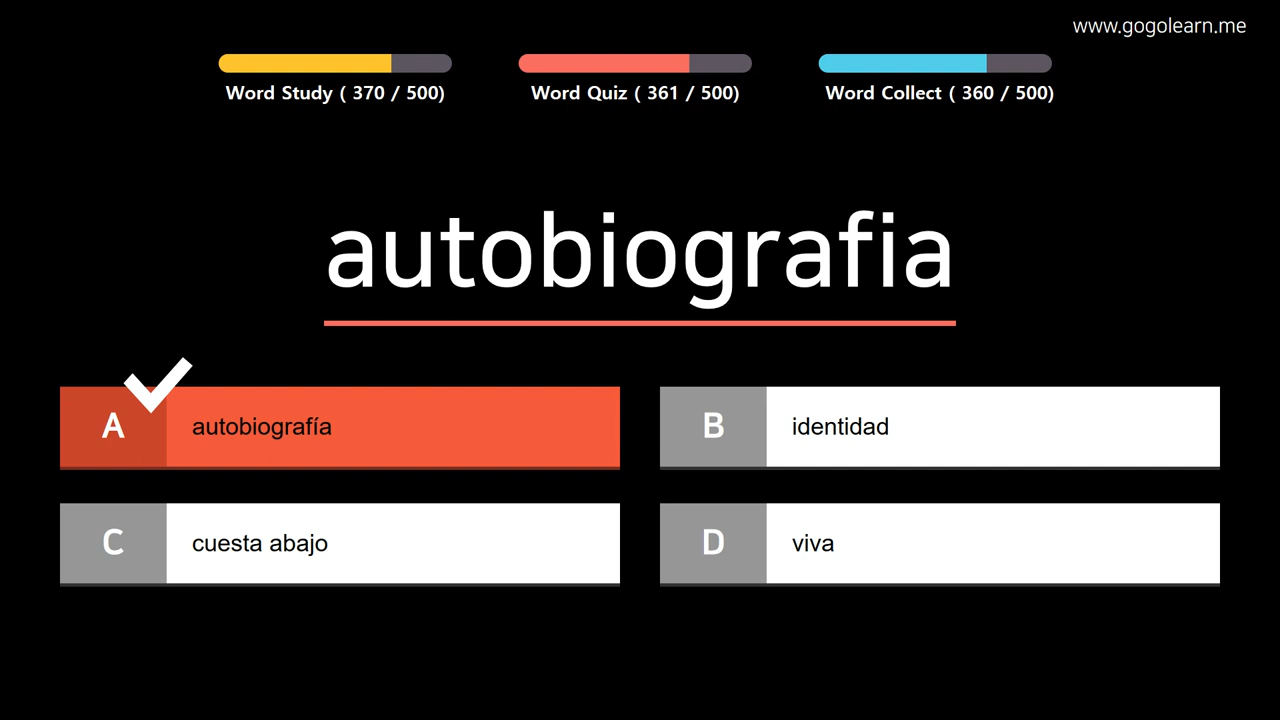 www.gogolearn.me
Word Study ( 370 / 500)
Word Quiz ( 361 / 500)
Word Collect ( 360 / 500)
autobiografia
A autobiografía
B identidad
C cuesta abajo
D viva